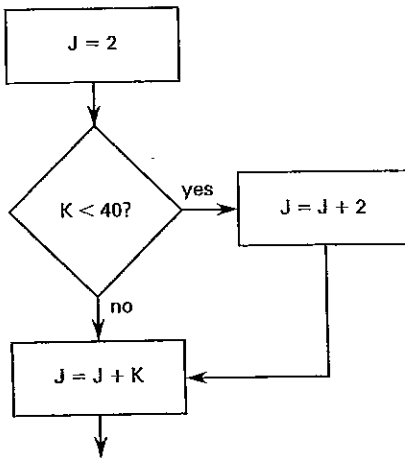 J = 2
K < 40?
yes
J = J + 2
no
J = J + K